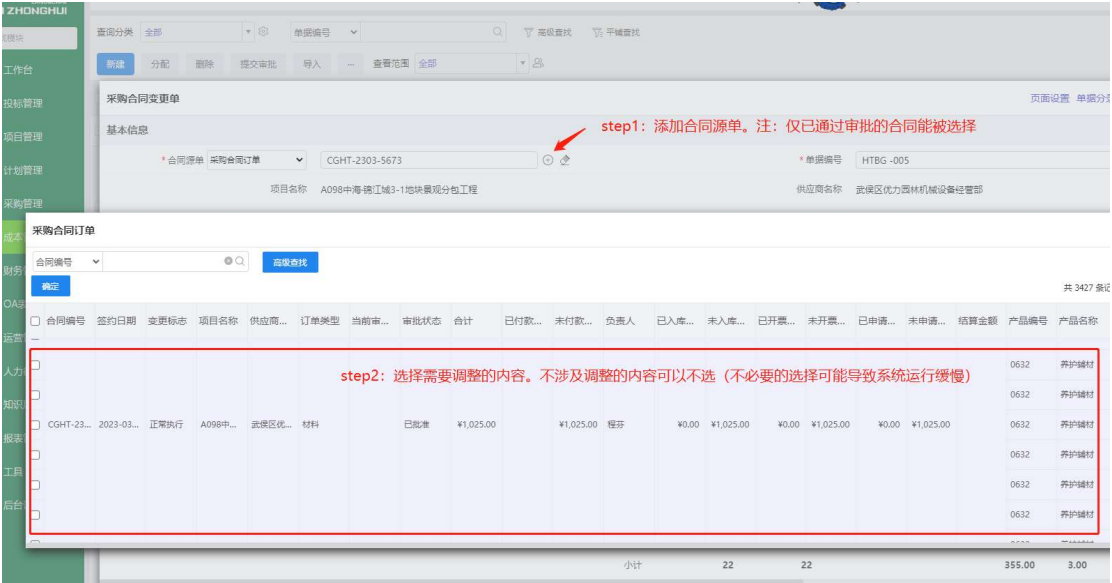 ZHONGHUI
查询分类 全部 单据编号 高级查找 平铺查找
工作台
新建 分配 删除 提交审批 导入 查看范围 全部
投标管理
采购合同变更单 页面设置 单据分
项目管理
基本信息
step1：添加合同源单。注：仅已通过审批的合同能被选择
计划管理
* 合同源单 采购合同订单 CGHT-2303-5673 * 单据编号 HTBG -005
采购管理
项目名称 A098中海·锦江城3-1地块景观分包工程 供应商名称 武侯区优力园林机械设备经营部
采购合同订单
成本
合同编号 高级查找
财务
确定 共 3427 条记
OA
合同编号 签约日期 变更标志 项目名称 供应商... 订单类型 当前审... 审批状态 合计 已付款... 未付款... 负责人 已入库... 未入库... 已开票... 未开票... 已申请... 未申请... 结算金额 产品编号 产品名称
运营
人力
step2：选择需要调整的内容。不涉及调整的内容可以不选（不必要的选择可能导致系统运行缓慢）
0632 养护辅材
0632 养护辅材
知识
CGHT-23... 2023-03... 正常执行 A098中... 武侯区优... 材料 已批准 ¥1,025.00 ¥1,025.00 程芬 ¥0.00 ¥1,025.00 ¥0.00 ¥1,025.00 ¥0.00 ¥1,025.00 0632 养护辅材
报表
0632 养护辅材
工具
0632 养护辅材
后台
0632 养护辅材
小计 22 22 355.00 3.00